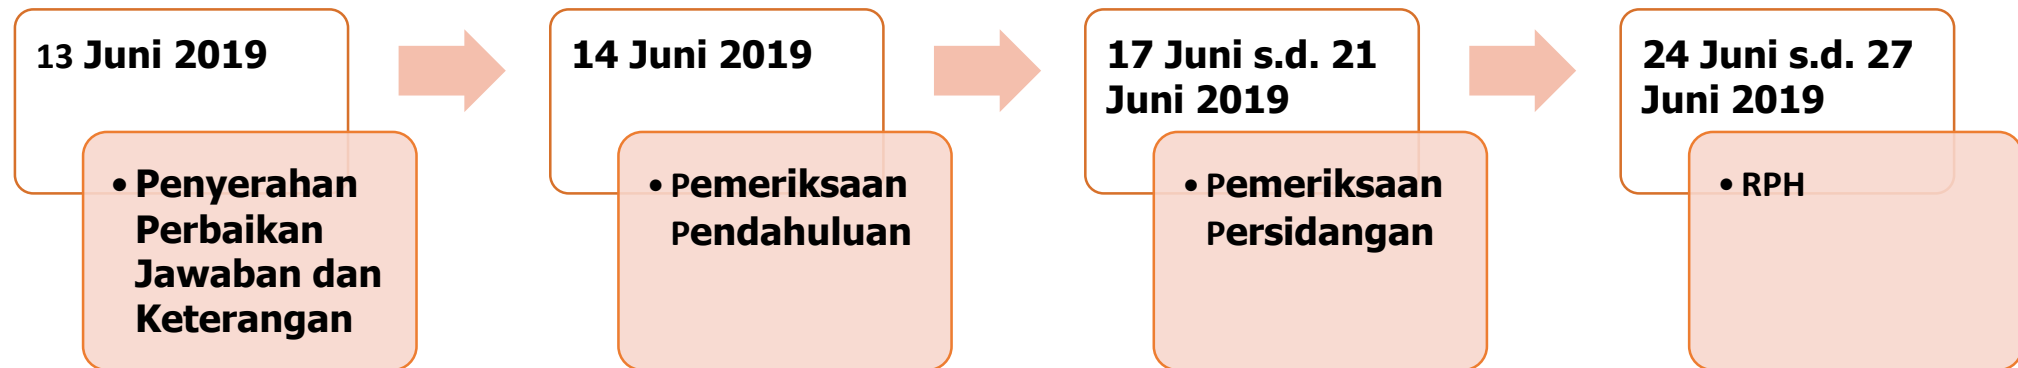 13 Juni 2019
• Penyerahan
Perbaikan
Jawaban dan
Keterangan
14 Juni 2019
• Pemeriksaan
Pendahuluan
17 Juni s.d. 21
Juni 2019
• Pemeriksaan
Persidangan
24 Juni s.d. 27
Juni 2019
• RPH